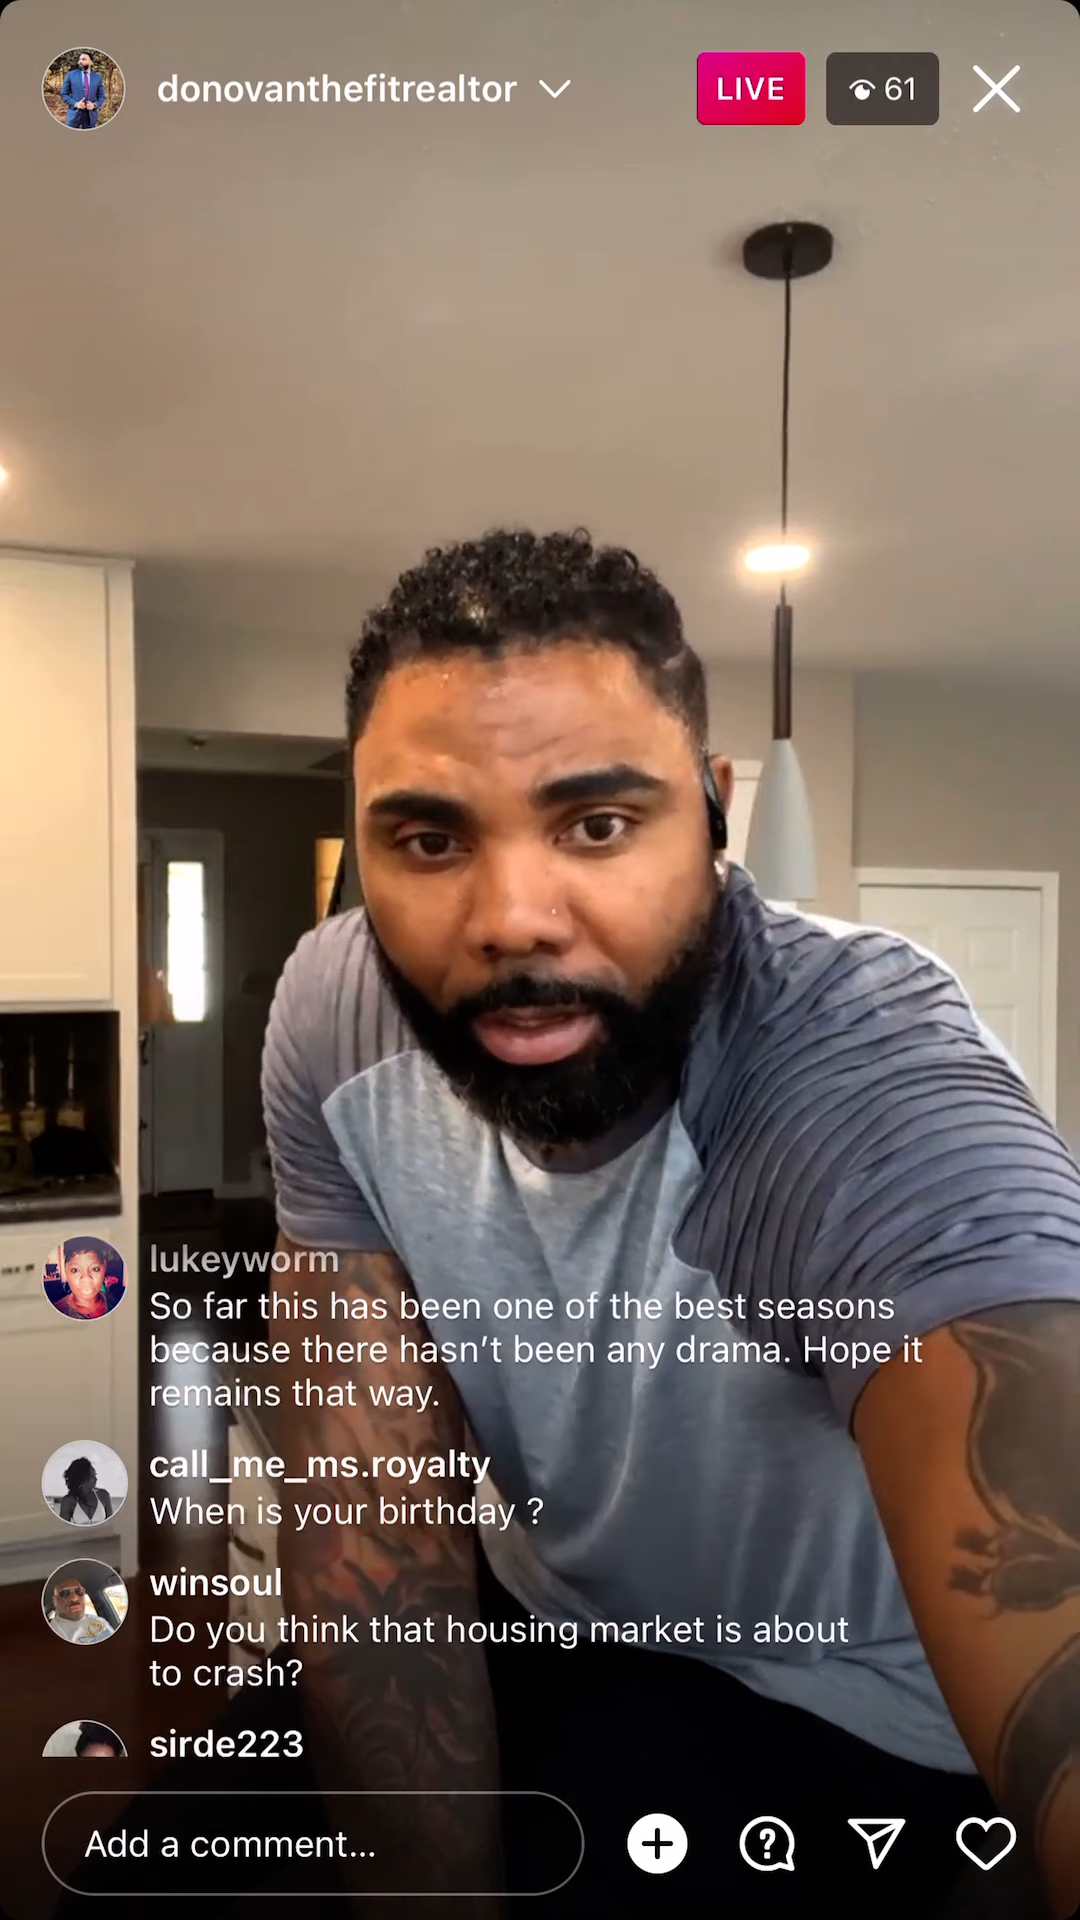 donovanthefitrealtor
LIVE
61
lukeyworm
So far this has been one of the best seasons
because there hasn’t been any drama. Hope it
remains that way.
call_me_ms.royalty
When is your birthday ?
winsoul
Do you think that housing market is about
to crash?
sirde223
Add a comment...